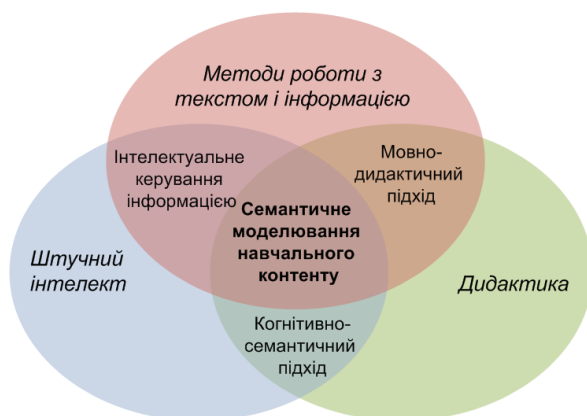 Методи роботи з
текстом і інформацією
Інтелектуальне
керування
інформацією
Мовно-
дидактичний
підхід
Семантичне
моделювання
навчального
контенту
Штучний
інтелект
Дидактика
Когнітивно-
семантичний
підхід